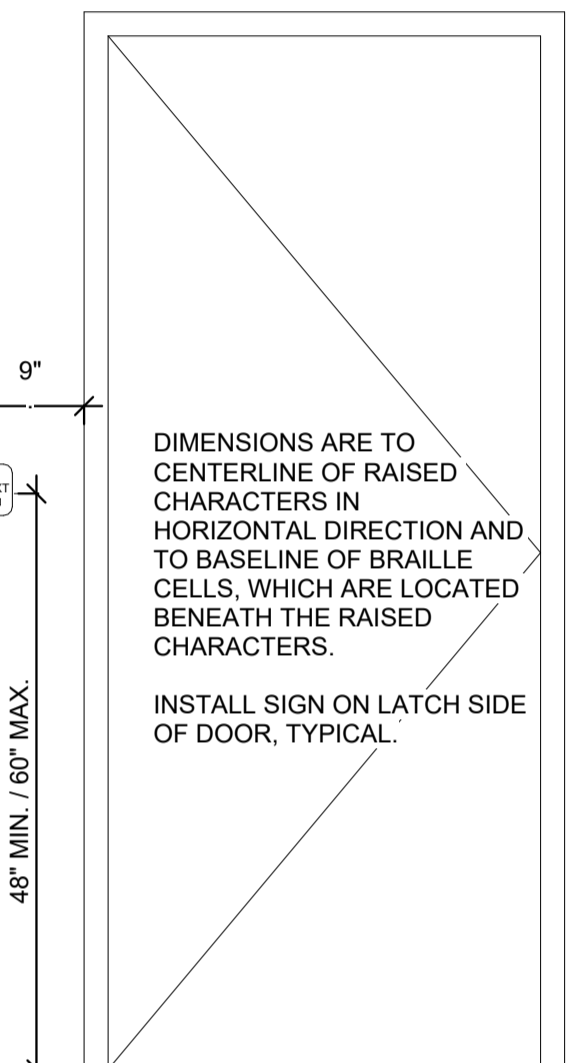 9"
DIMENSIONS ARE TO
CENTERLINE OF RAISED
CHARACTERS IN
HORIZONTAL DIRECTION AND
TO BASELINE OF BRAILLE
CELLS, WHICH ARE LOCATED
BENEATH THE RAISED
CHARACTERS.
INSTALL SIGN ON LATCH SIDE
OF DOOR, TYPICAL.
48" MIN. / 60" MAX.